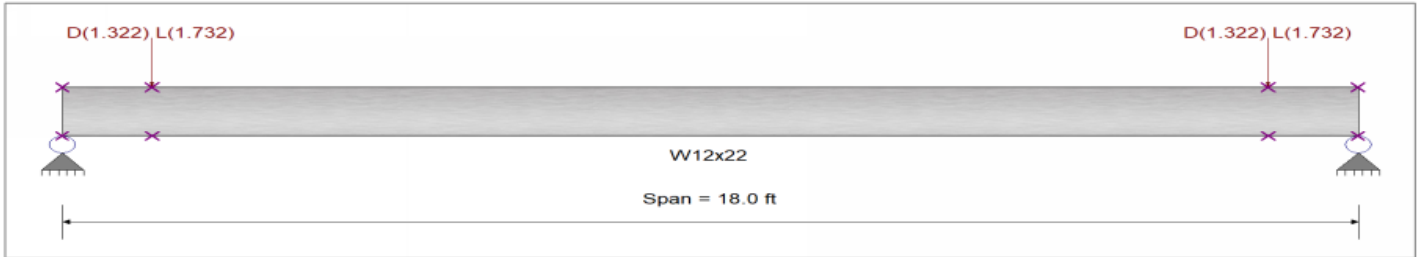 D(1.322) L(1.732) D(1.322) L(1.732)
W12x22
Span = 18.0 ft